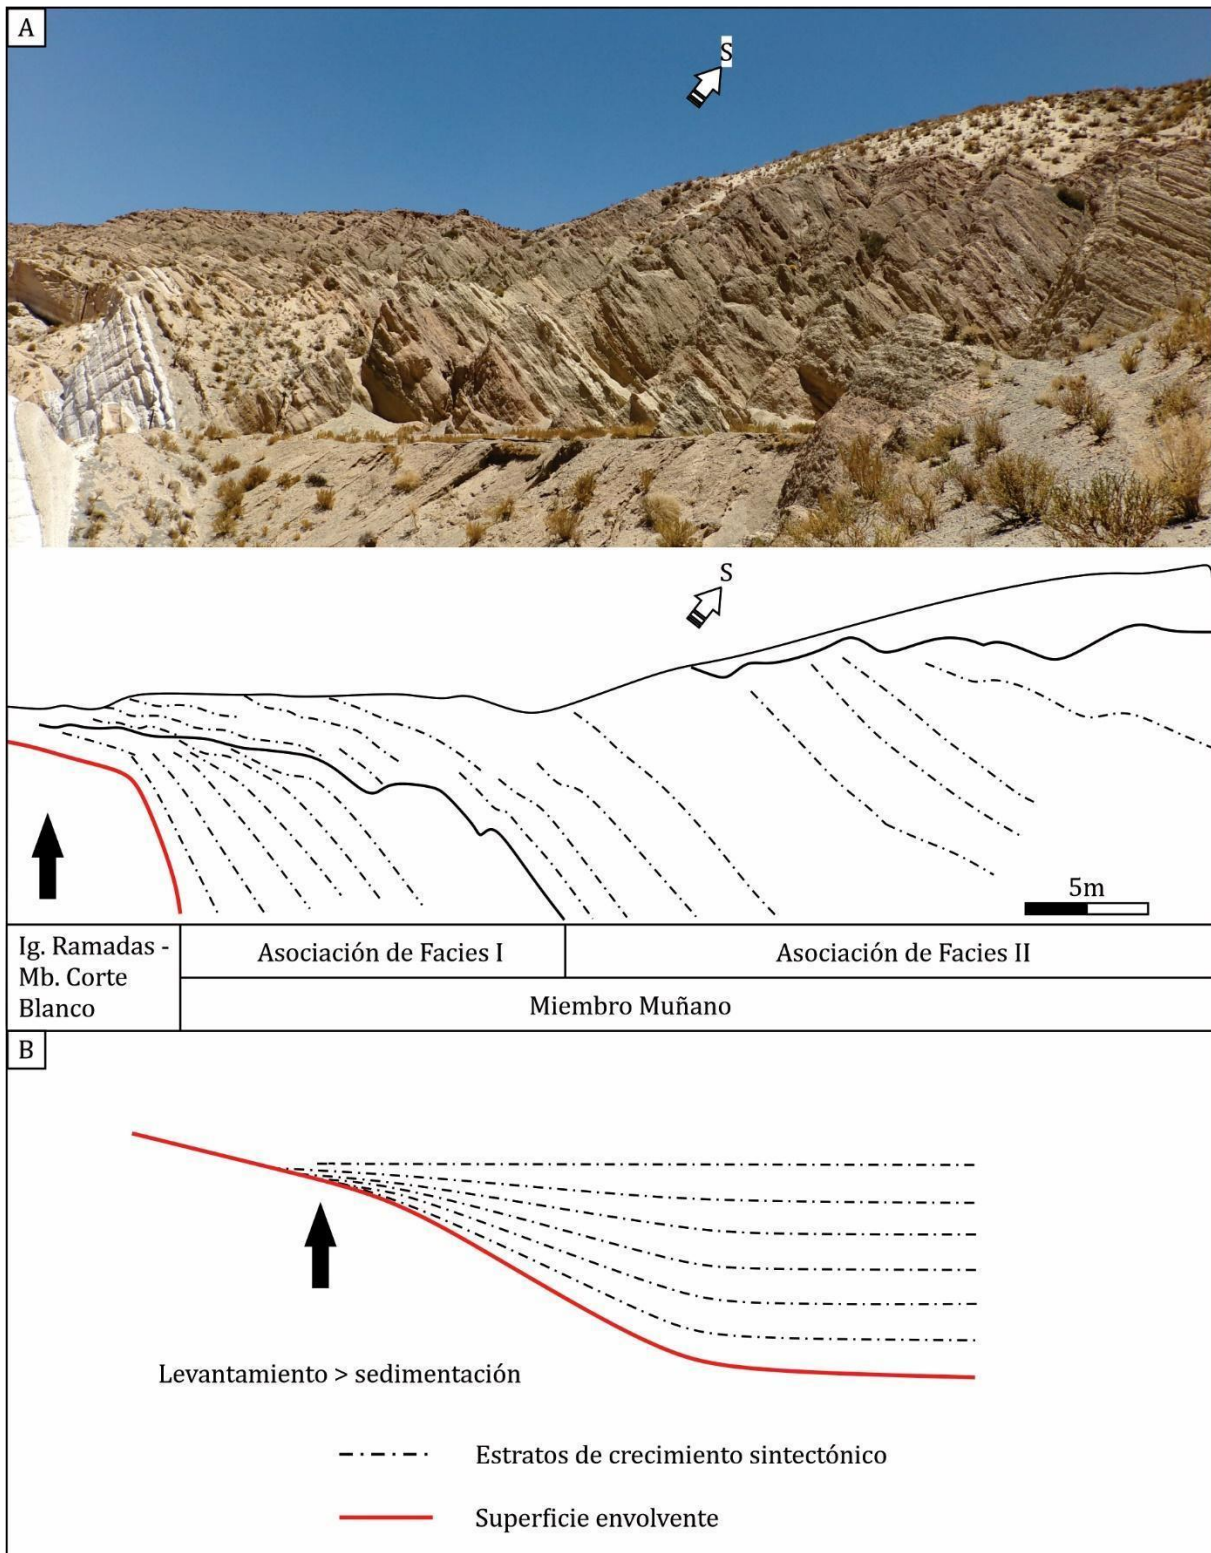 A
S
S
5m
Ig. Ramadas -
Mb. Corte
Blanco
Asociación de Facies I
Asociación de Facies II
Miembro Muñano
B
Levantamiento > sedimentación
Estratos de crecimiento sintectónico
Superficie envolvente